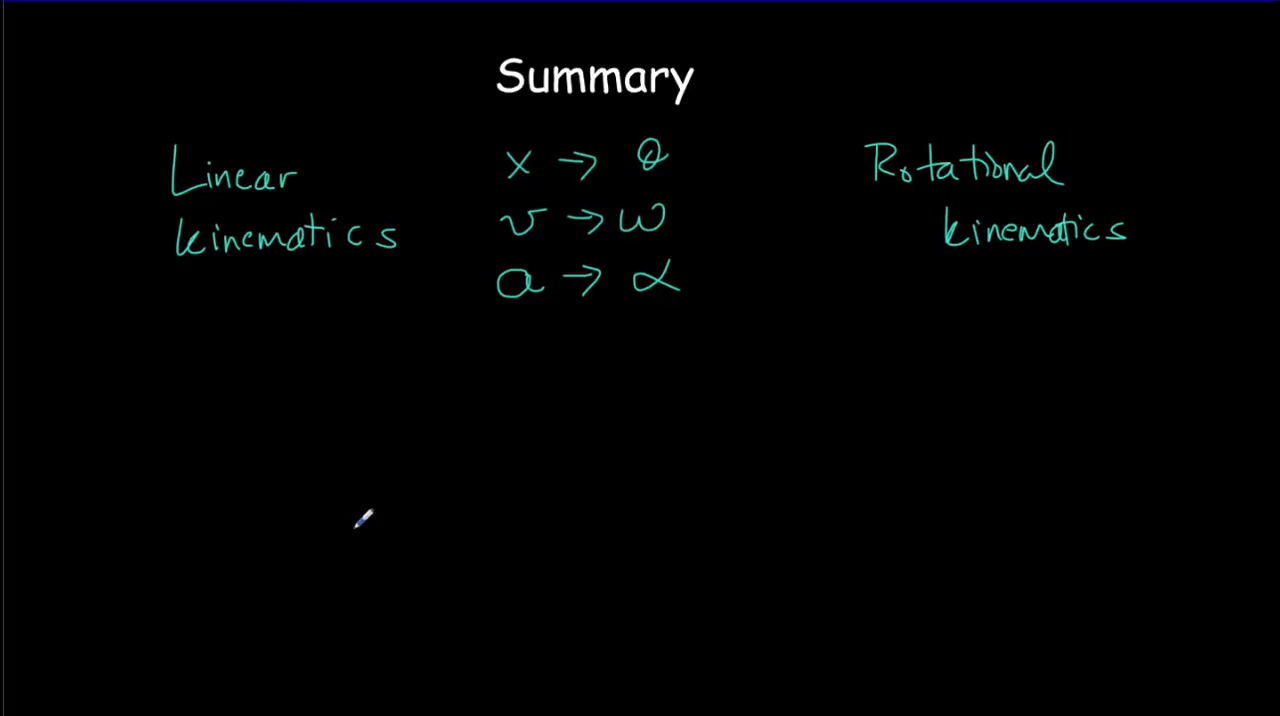 Summary
Linear kinematics
x → θ
v → ω
a → α
Rotational kinematics